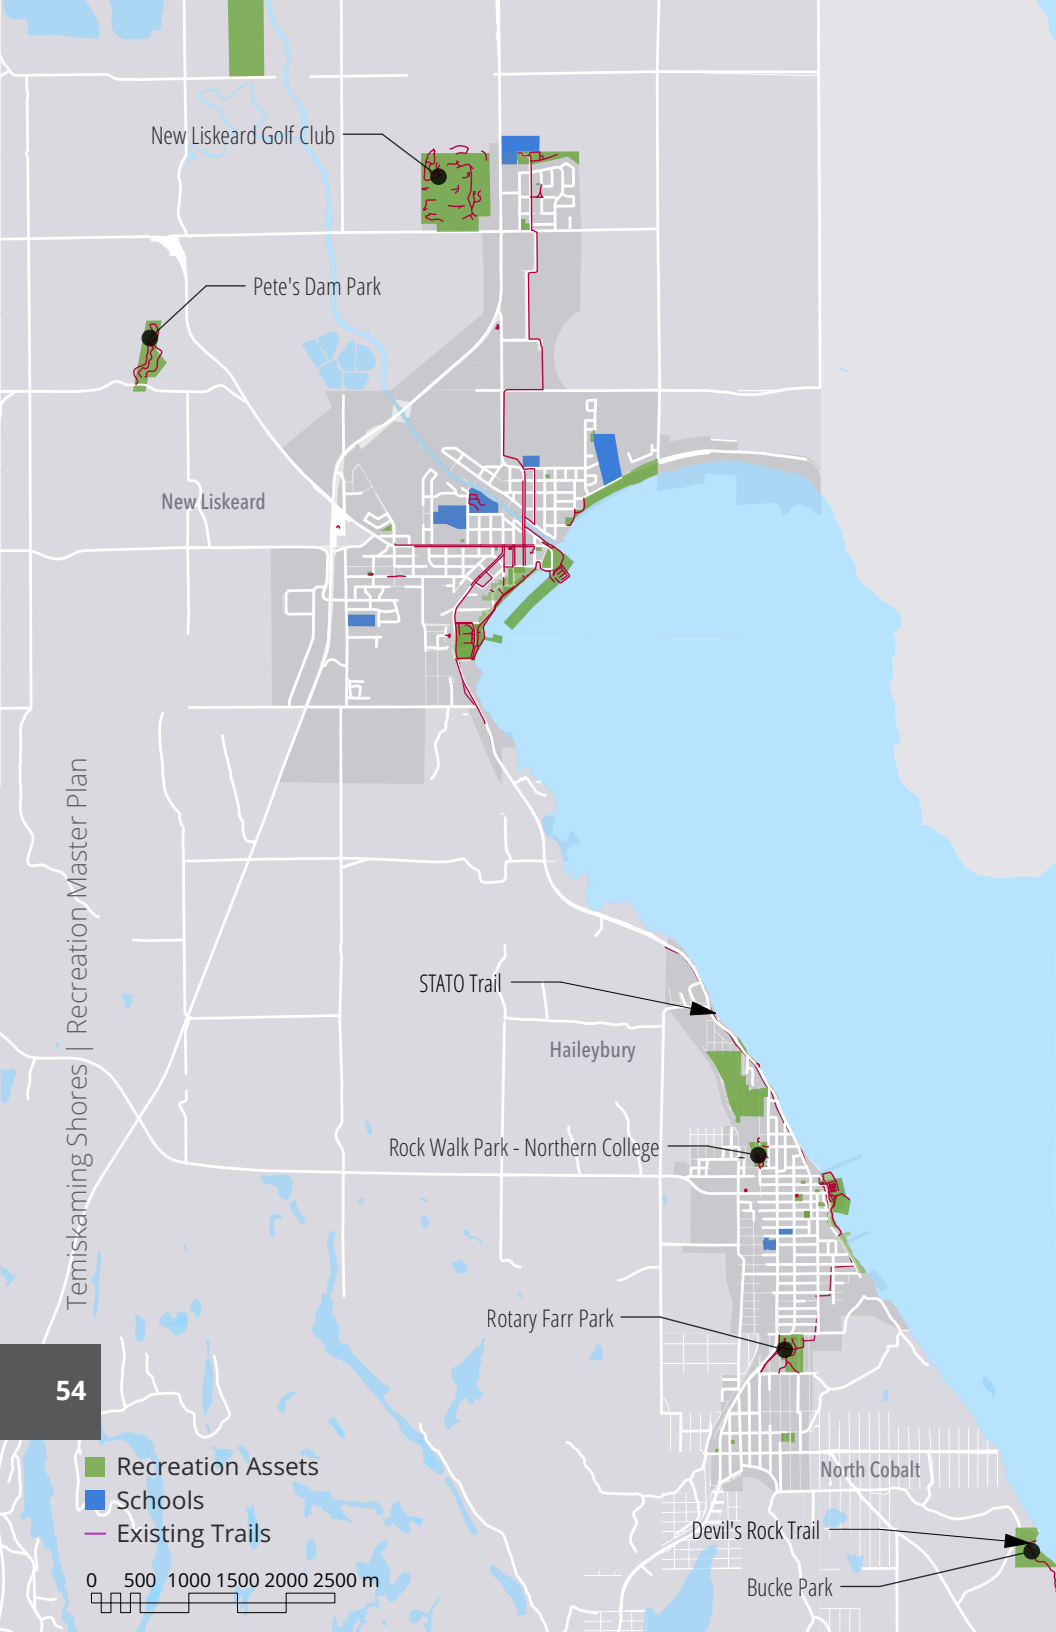 New Liskeard Golf Club
Pete's Dam Park
New Liskeard
STATO Trail
Haileybury
Rock Walk Park - Northern College
Rotary Farr Park
North Cobalt
Devil's Rock Trail
Bucke Park
Temiskaming Shores | Recreation Master Plan
54
Recreation Assets
Schools
Existing Trails
0 500 1000 1500 2000 2500 m